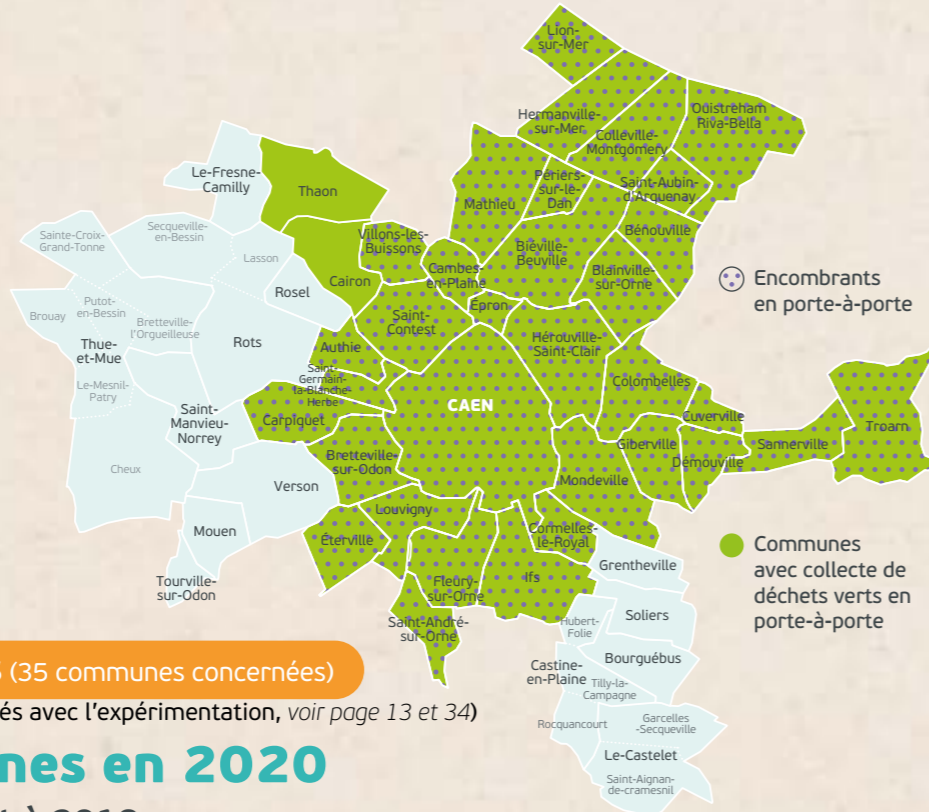 Lion-
sur-Mer
Hermanville-
sur-Mer
Ouistreham
Riva-Bella
Colleville-
Montgomery
Le-Fresne-
Camilly
Thaon
Mathieu
Périers-
sur-le-
Dan
Saint-Aubin-
d'Arquenay
Sainte-Croix-
Grand-Tonne
Secqueville-
en-Bessin
Villons-les-
Buissons
Bénouville
Lasson
Cambes-
en-Plaine
Biéville-
Beuville
Blainville-
sur-Orne
Encombrants
en porte-à-porte
Cairon
Rosel
Brouay
Putot-
en-Bessin
Bretteville-
l'Orgueilleuse
Épron
Saint-
Contest
Thue-
et-Mue
Rots
Authie
Hérouville-
Saint-Clair
Le-Mesnil-
Patry
Saint-
Germain-
la-Blanche-
Herbe
Colombelles
CAEN
Saint-
Manvieu-
Norrey
Carpiquet
Cuverville
Troarn
Cheux
Bretteville-
sur-Odon
Giberville
Sannerville
Démouville
Verson
Mondeville
Louvigny
Mouen
Éterville
Cormelles-
le-Royal
Communes
avec collecte de
déchets verts en
porte-à-porte
Tourville-
sur-Odon
Fleury-
sur-Orne
Ifs
Grentheville
Saint-André-
sur-Orne
Hubert-
Folie
Soliers
Bourguébus
Castine-
en-Plaine
Tilly-la-
Campagne
Rocquancourt
Garcelles
-Secqueville
Le-Castelet
Saint-Aignan-
de-cramesnil
(35 communes concernées)
és avec l'expérimentation, voir page 13 et 34)
nes en 2020